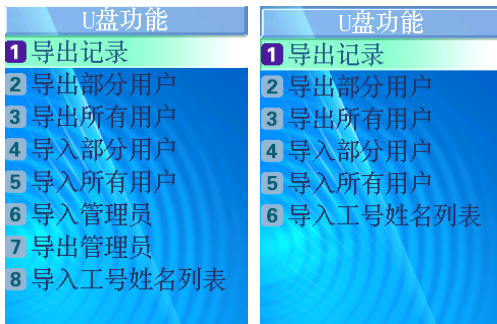 U盘功能
1 导出记录
2 导出部分用户
3 导出所有用户
4 导入部分用户
5 导入所有用户
6 导入管理员
7 导出管理员
8 导入工号姓名列表
U盘功能
1 导出记录
2 导出部分用户
3 导出所有用户
4 导入部分用户
5 导入所有用户
6 导入工号姓名列表